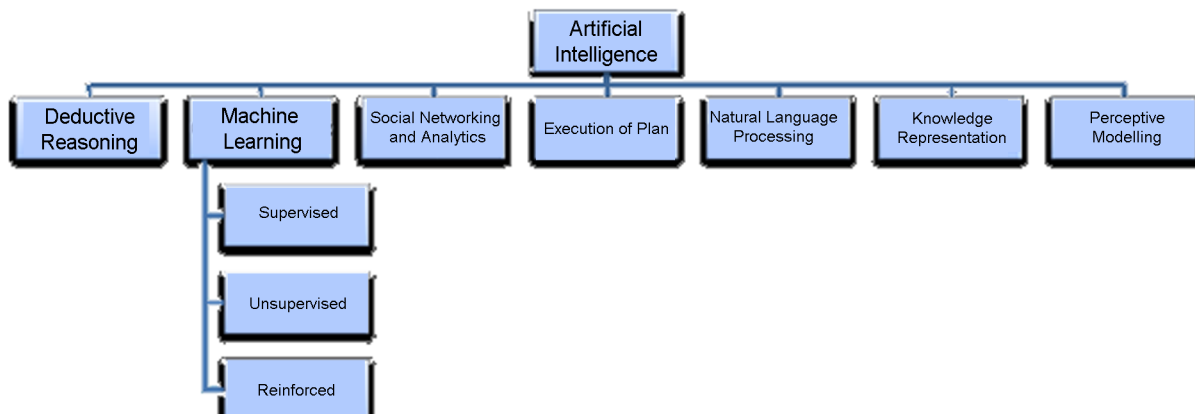 Artificial
Intelligence
Deductive
Reasoning
Machine
Learning
Social Networking
and Analytics
Execution of Plan
Natural Language
Processing
Knowledge
Representation
Perceptive
Modelling
Supervised
Unsupervised
Reinforced